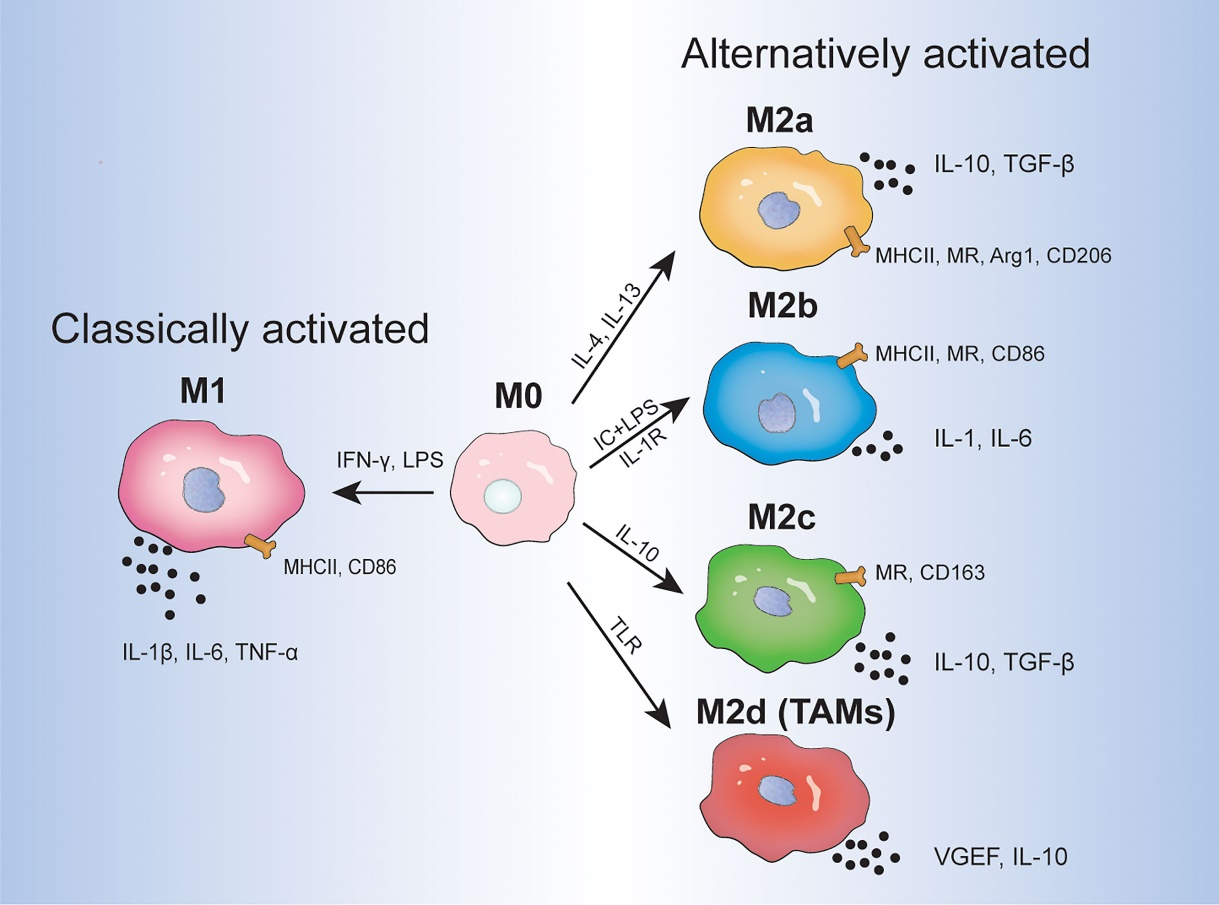 Alternatively activated
M2a
IL-10, TGF-β
MHCII, MR, Arg1, CD206
IL-4, IL-13
M2b
MHCII, MR, CD86
IL-1, IL-6
IC+LPS
IL-1R
Classically activated
M1
M0
IFN-γ, LPS
MHCII, CD86
IL-1β, IL-6, TNF-α
M2c
IL-10
MR, CD163
IL-10, TGF-β
TLR
M2d (TAMs)
VGEF, IL-10